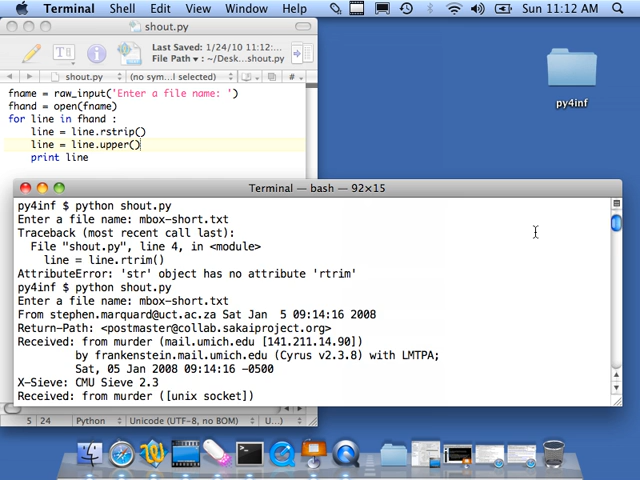 Terminal Shell Edit View Window Help Sun 11:12 AM
shout.py
Last Saved: 1/24/10 11:12:...
File Path ▾: ~/Desk...shout.py
shout.py (no sym...l selected) #
fname = raw_input('Enter a file name: ')
fhand = open(fname)
for line in fhand :
line = line.rstrip()
line = line.upper()
print line
py4inf
Terminal — bash — 92×15
py4inf $ python shout.py
Enter a file name: mbox-short.txt
Traceback (most recent call last):
File "shout.py", line 4, in <module>
line = line.rtrim()
AttributeError: 'str' object has no attribute 'rtrim'
py4inf $ python shout.py
Enter a file name: mbox-short.txt
From stephen.marquard@uct.ac.za Sat Jan  5 09:14:16 2008
Return-Path: <postmaster@collab.sakaiproject.org>
Received: from murder (mail.umich.edu [141.211.14.90])
by frankenstein.mail.umich.edu (Cyrus v2.3.8) with LMTPA;
Sat, 05 Jan 2008 09:14:16 -0500
X-Sieve: CMU Sieve 2.3
Received: from murder ([unix socket])
5 24 Python Unicode (UTF-8, no BOM) U...)